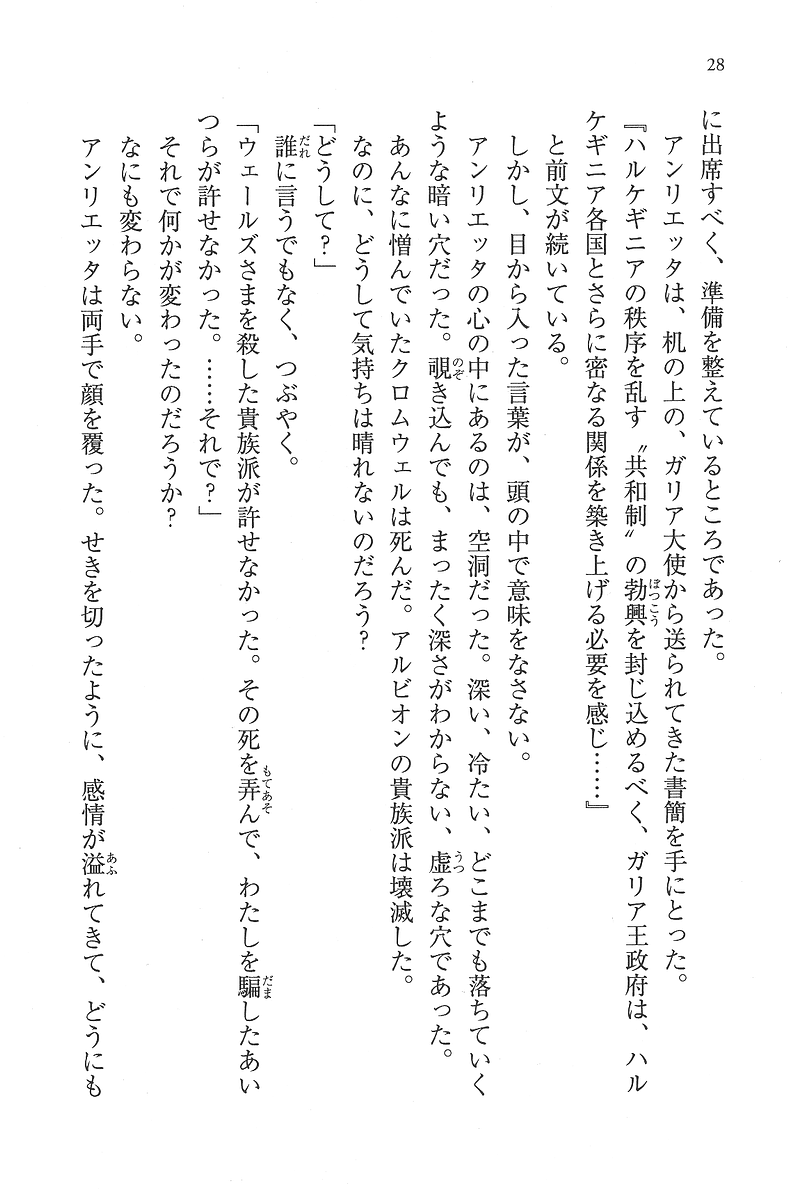 28
に出席すべく、準備を整えているところであった。
アンリエッタは、机の上の、ガリア大使から送られてきた書簡を手にとった。
『ハルケギニアの秩序を乱す〝共和制〟の勃興を封じ込めるべく、ガリア王政府は、ハル
ケギニア各国とさらに密なる関係を築き上げる必要を感じ……』
と前文が続いている。
しかし、目から入った言葉が、頭の中で意味をなさない。
アンリエッタの心の中にあるのは、空洞だった。深い、冷たい、どこまでも落ちていく
ような暗い穴だった。覗き込んでも、まったく深さがわからない、虚ろな穴であった。
あんなに憎んでいたクロムウェルは死んだ。アルビオンの貴族派は壊滅した。
なのに、どうして気持ちは晴れないのだろう？
「どうして？」
誰に言うでもなく、つぶやく。
「ウェールズさまを殺した貴族派が許せなかった。その死を弄んで、わたしを騙したあい
つらが許せなかった。……それで？」
それで何かが変わったのだろうか？
なにも変わらない。
アンリエッタは両手で顔を覆った。せきを切ったように、感情が溢れてきて、どうにも